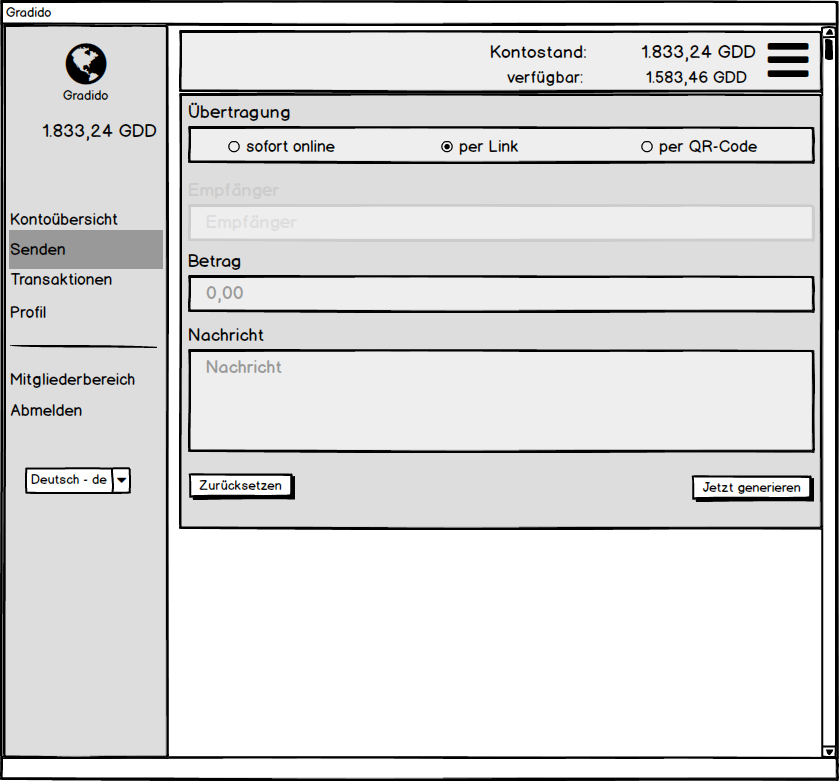 Gradido
Gradido
1.833,24 GDD
Kontoübersicht
Senden
Transaktionen
Profil
Mitgliederbereich
Abmelden
Deutsch - de
Kontostand: 1.833,24 GDD
verfügbar: 1.583,46 GDD
Übertragung
sofort online per Link per QR-Code
Empfänger
Empfänger
Betrag
0,00
Nachricht
Nachricht
Zurücksetzen Jetzt generieren